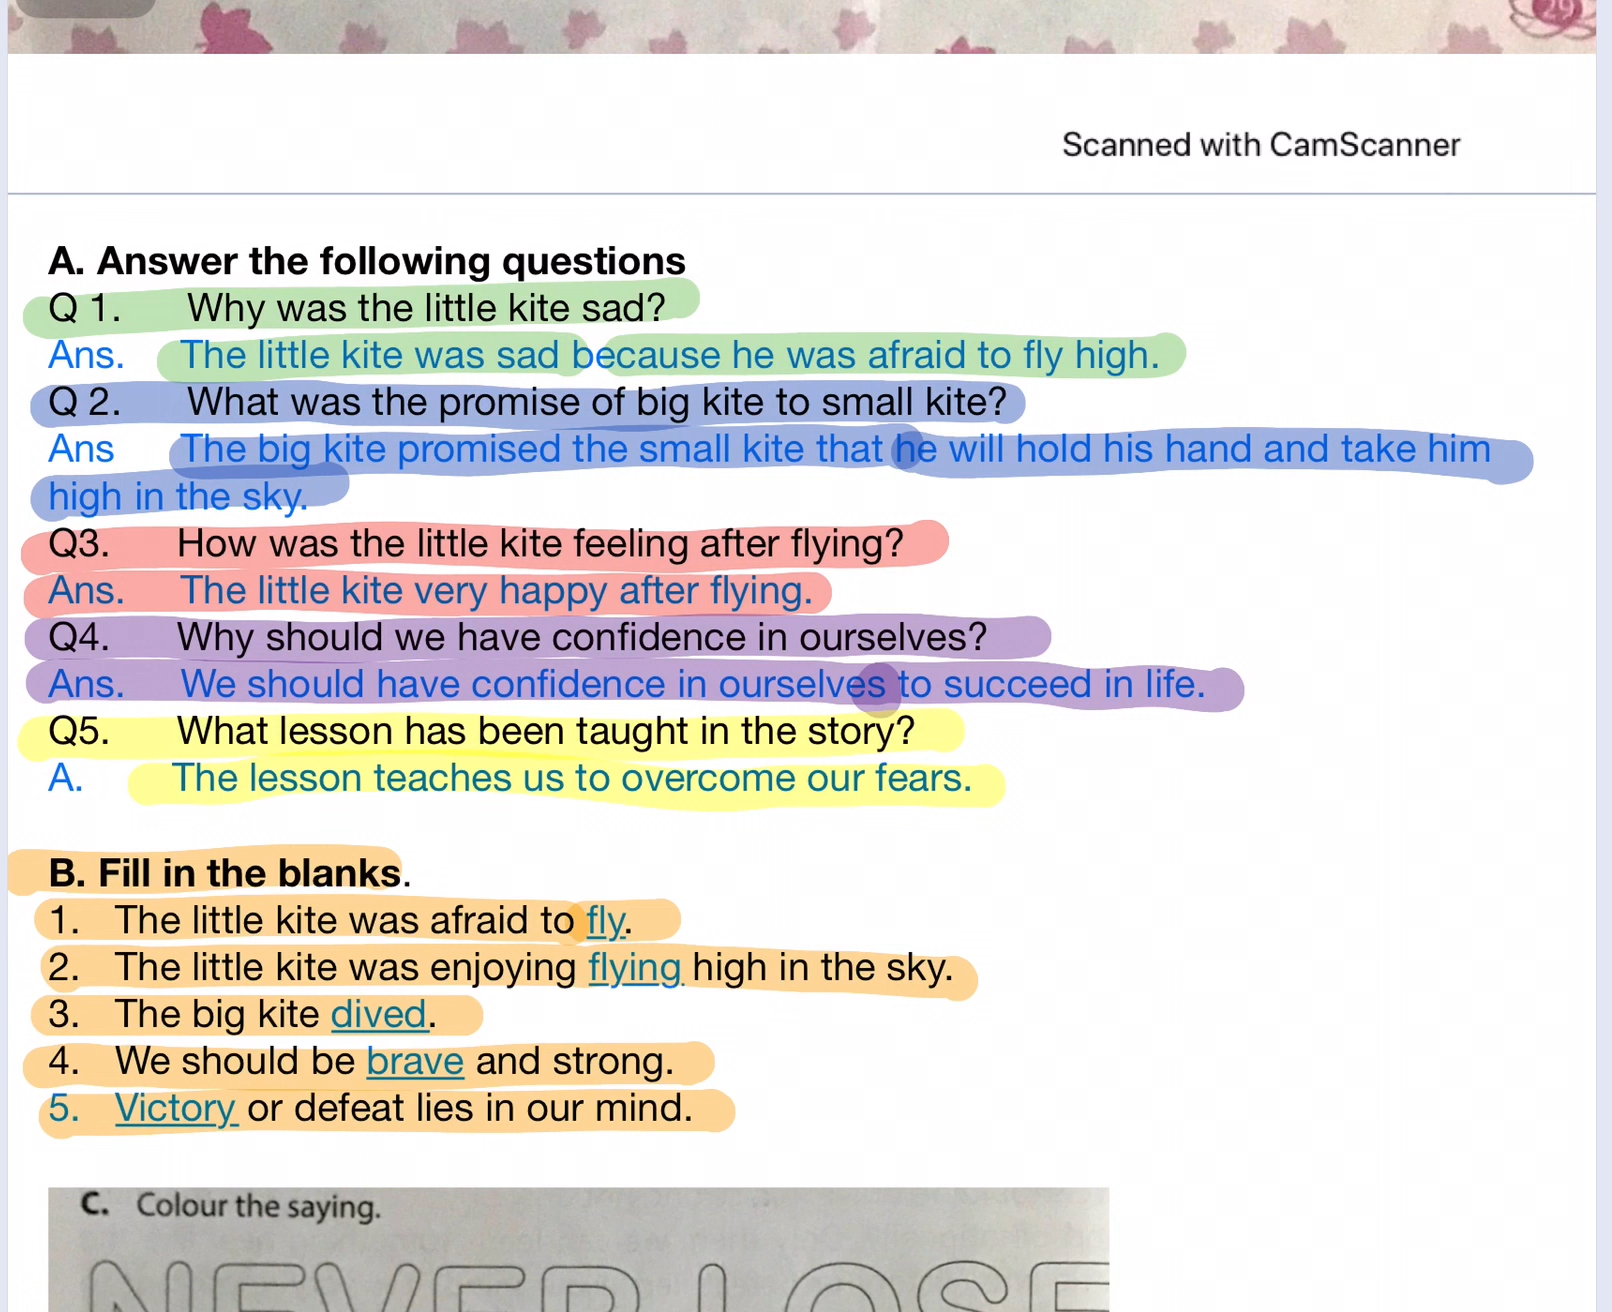 29
Scanned with CamScanner
A. Answer the following questions
Q 1. Why was the little kite sad?
Ans. The little kite was sad because he was afraid to fly high.
Q 2. What was the promise of big kite to small kite?
Ans The big kite promised the small kite that he will hold his hand and take him
high in the sky.
Q3. How was the little kite feeling after flying?
Ans. The little kite very happy after flying.
Q4. Why should we have confidence in ourselves?
Ans. We should have confidence in ourselves to succeed in life.
Q5. What lesson has been taught in the story?
A. The lesson teaches us to overcome our fears.
B. Fill in the blanks.
1. The little kite was afraid to fly.
2. The little kite was enjoying flying high in the sky.
3. The big kite dived.
4. We should be brave and strong.
5. Victory or defeat lies in our mind.
C. Colour the saying.
NEVER LOSE